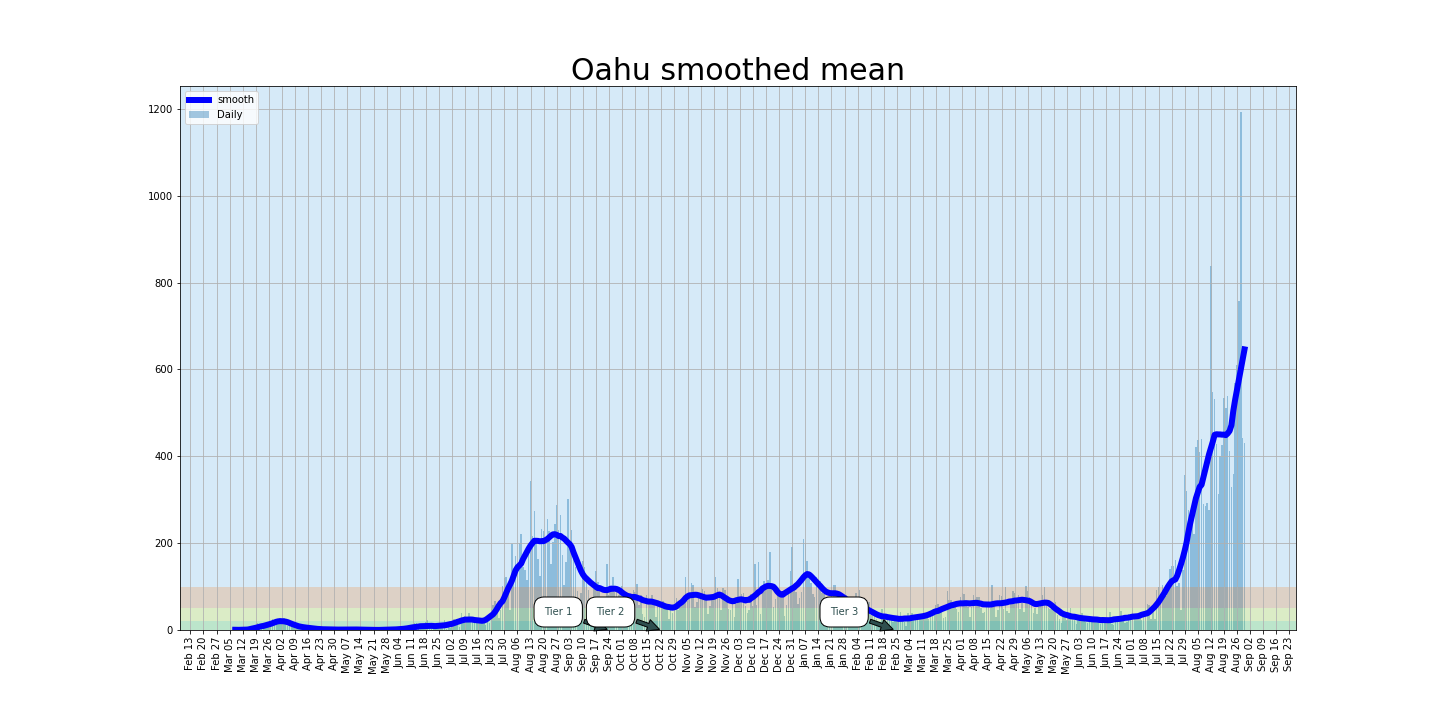 Oahu smoothed mean
smooth
Daily
1200
1000
800
600
400
200
0
Tier 1
Tier 2
Tier 3
Feb 13
Feb 20
Feb 27
Mar 05
Mar 12
Mar 19
Mar 26
Apr 02
Apr 09
Apr 16
Apr 23
Apr 30
May 07
May 14
May 21
May 28
Jun 04
Jun 11
Jun 18
Jun 25
Jul 02
Jul 09
Jul 16
Jul 23
Jul 30
Aug 06
Aug 13
Aug 20
Aug 27
Sep 03
Sep 10
Sep 17
Sep 24
Oct 01
Oct 08
Oct 15
Oct 22
Oct 29
Nov 05
Nov 12
Nov 19
Nov 26
Dec 03
Dec 10
Dec 17
Dec 24
Dec 31
Jan 07
Jan 14
Jan 21
Jan 28
Feb 04
Feb 11
Feb 18
Feb 25
Mar 04
Mar 11
Mar 18
Mar 25
Apr 01
Apr 08
Apr 15
Apr 22
Apr 29
May 06
May 13
May 20
May 27
Jun 03
Jun 10
Jun 17
Jun 24
Jul 01
Jul 08
Jul 15
Jul 22
Jul 29
Aug 05
Aug 12
Aug 19
Aug 26
Sep 02
Sep 09
Sep 16
Sep 23